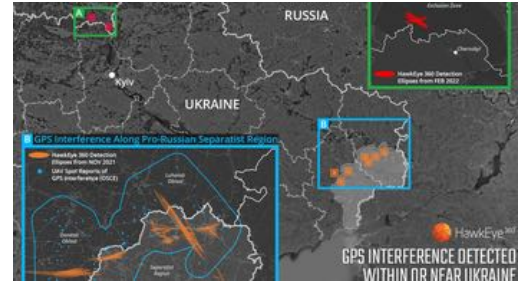 A
RUSSIA
Exclusion Zone
Chernobyl
HawkEye 360 Detection
Ellipses from FEB 2022
Kyiv
UKRAINE
B
B GPS Interference Along Pro-Russian Separatist Region
HawkEye 360 Detection
Ellipses from NOV 2021
UAV Spot Reports of
GPS Interference (OSCE)
Luhansk
Oblast
Donetsk
Oblast
Separatist
Region
HawkEye 360
GPS INTERFERENCE DETECTED
WITHIN OR NEAR UKRAINE